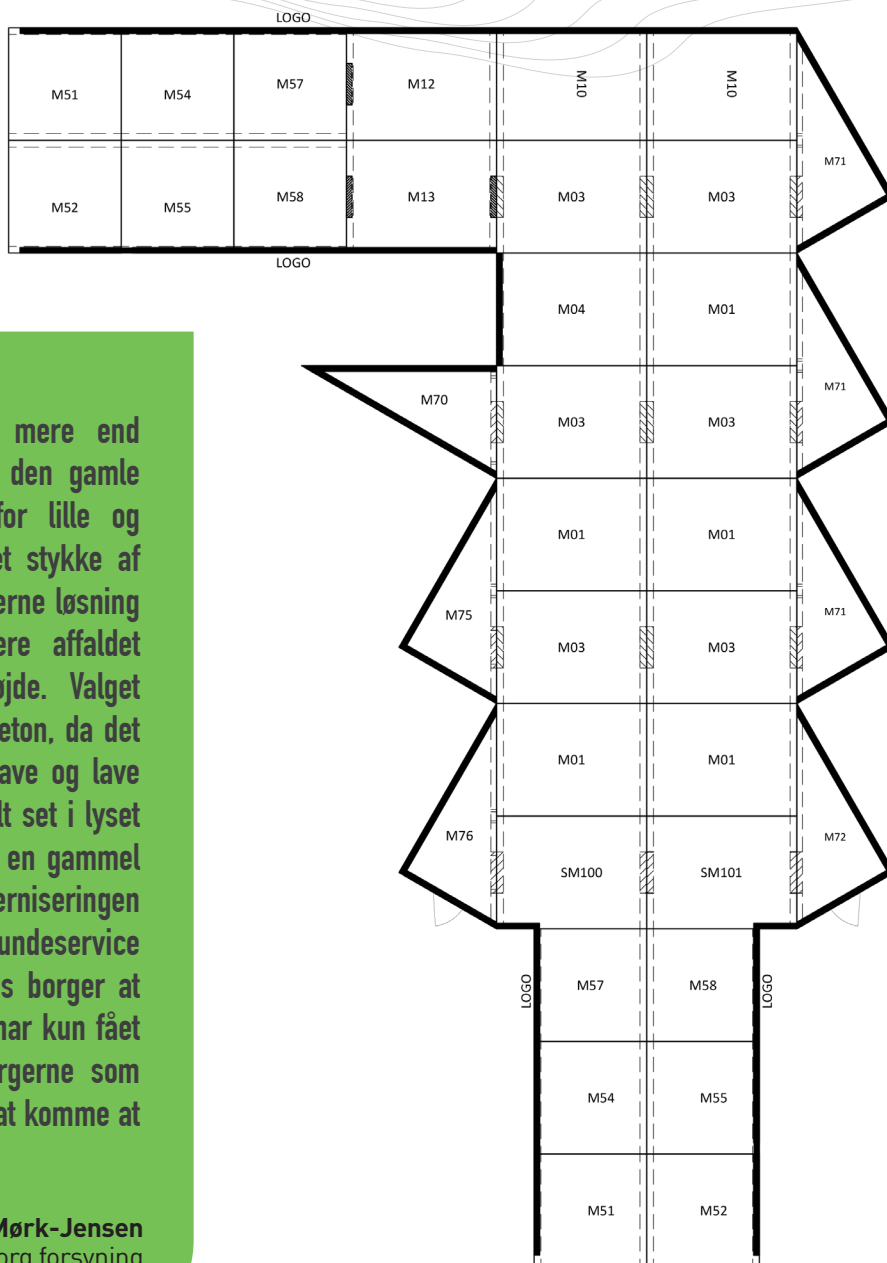 LOGO
M51 M54 M57 M12 M10 M10
M71
M52 M55 M58 M13 M03 M03
LOGO
M04 M01
M71
M70 M03 M03
M01 M01
M75 M03 M03 M71
M01 M01
M76 SM100 SM101 M72
LOGO M57 M58 LOGO
M54 M55
M51 M52
mere end
den gamle
for lille og
et stykke af
erne løsning
ere affaldet
øjde. Valget
eton, da det
ave og lave
lt set i lyset
en gammel
erniseringen
undeservice
s borger at
har kun fået
rgerne som
at komme at
Mørk-Jensen
org forsyning